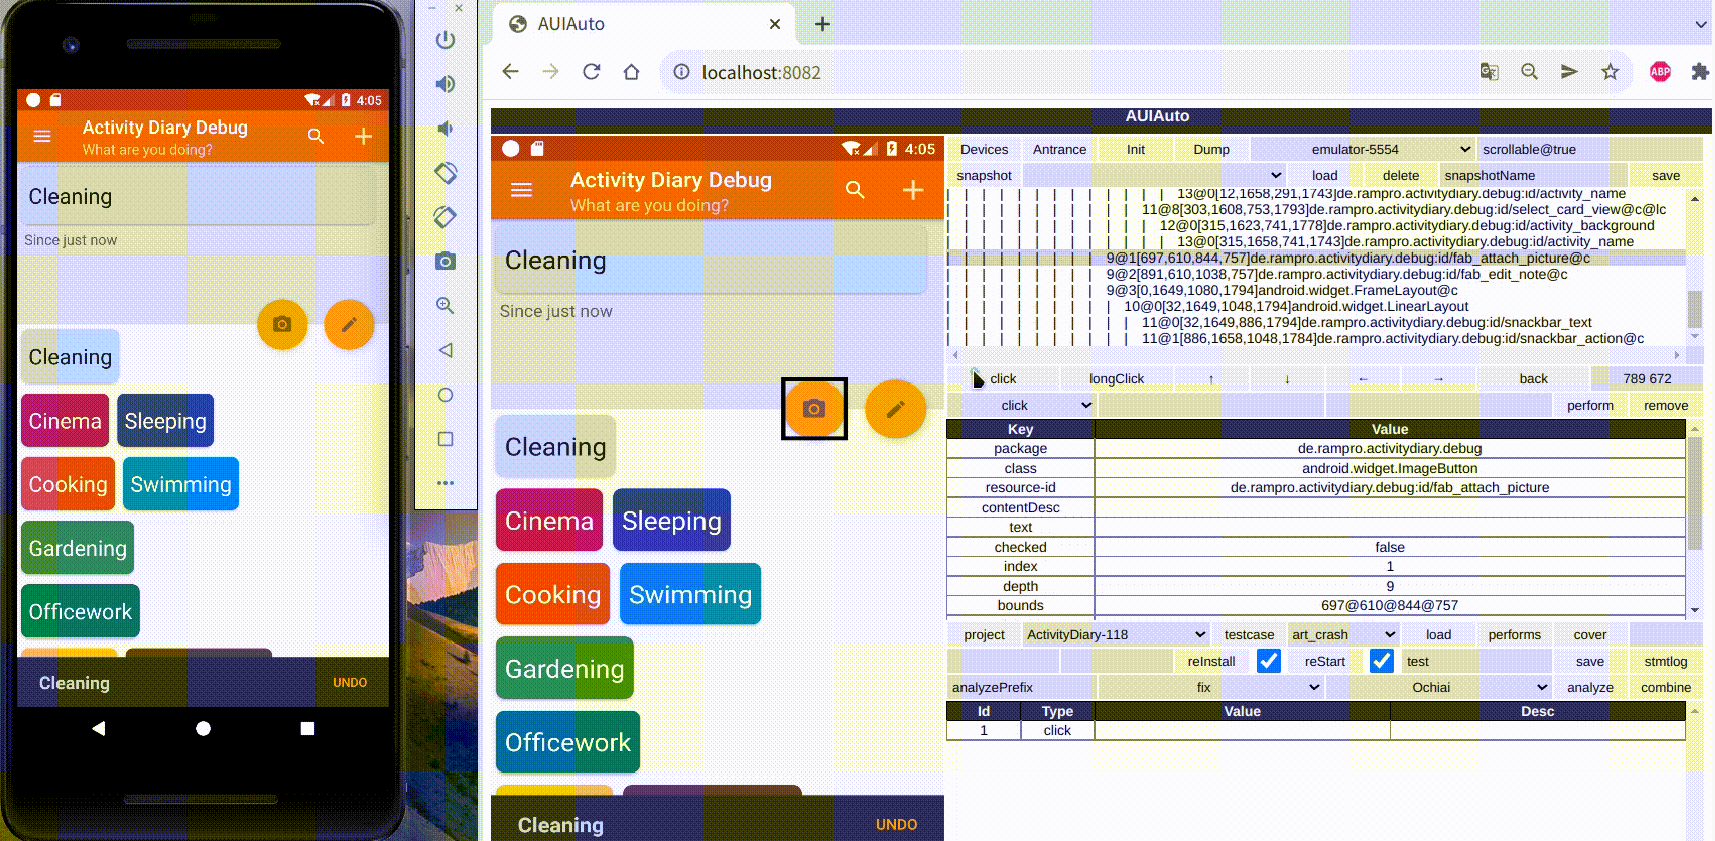 4:05
Activity Diary Debug
What are you doing?
Cleaning
Since just now
Cleaning
Cinema
Sleeping
Cooking
Swimming
Gardening
Officework
Cleaning
UNDO
AUIAuto
localhost:8082
ABP
AUIAuto
4:05
Activity Diary Debug
What are you doing?
Cleaning
Since just now
Cleaning
Cinema
Sleeping
Cooking
Swimming
Gardening
Officework
Cleaning
UNDO
Devices Antrance Init Dump emulator-5554 scrollable@true
snapshot load delete snapshotName save
| | | | | | | | | | | | | 13@0[12,1658,291,1743]de.rampro.activitydiary.debug:id/activity_name
| | | | | | | | | | | 11@8[303,1608,753,1793]de.rampro.activitydiary.debug:id/select_card_view@c@lc
| | | | | | | | | | | | 12@0[315,1623,741,1778]de.rampro.activitydiary.debug:id/activity_background
| | | | | | | | | | | | | 13@0[315,1658,741,1743]de.rampro.activitydiary.debug:id/activity_name
| | | | | | | | | 9@1[697,610,844,757]de.rampro.activitydiary.debug:id/fab_attach_picture@c
| | | | | | | | | 9@2[891,610,1038,757]de.rampro.activitydiary.debug:id/fab_edit_note@c
| | | | | | | | | 9@3[0,1649,1080,1794]android.widget.FrameLayout@c
| | | | | | | | | | 10@0[32,1649,1048,1794]android.widget.LinearLayout
| | | | | | | | | | | 11@0[32,1649,886,1794]de.rampro.activitydiary.debug:id/snackbar_text
| | | | | | | | | | | 11@1[886,1658,1048,1784]de.rampro.activitydiary.debug:id/snackbar_action@c
click longClick ↑ ↓ ← → back 789 672
click perform remove
Key Value
package de.rampro.activitydiary.debug
class android.widget.ImageButton
resource-id de.rampro.activitydiary.debug:id/fab_attach_picture
contentDesc
text
checked false
index 1
depth 9
bounds 697@610@844@757
project ActivityDiary-118 testcase art_crash load performs cover
reInstall reStart test save stmtlog
analyzePrefix fix Ochiai analyze combine
Id Type Value Desc
1 click